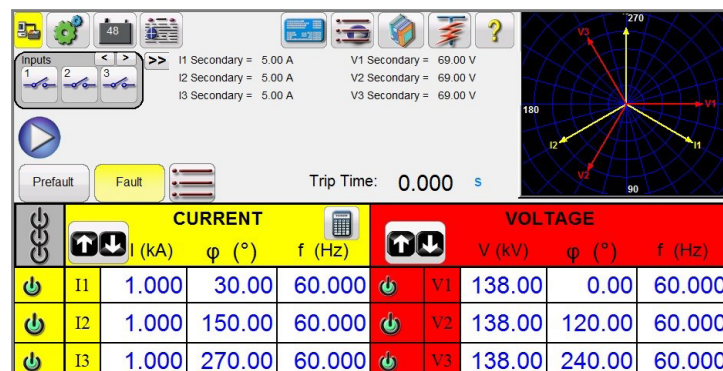 48
?
Inputs < > >>
1 2 3
I1 Secondary = 5.00 A V1 Secondary = 69.00 V
I2 Secondary = 5.00 A V2 Secondary = 69.00 V
I3 Secondary = 5.00 A V3 Secondary = 69.00 V
270
V3
180
V1
I2
I1
V2
90
Prefault Fault Trip Time: 0.000 s
CURRENT VOLTAGE
I (kA) φ (°) f (Hz) V (kV) φ (°) f (Hz)
I1 1.000 30.00 60.000 V1 138.00 0.00 60.000
I2 1.000 150.00 60.000 V2 138.00 120.00 60.000
I3 1.000 270.00 60.000 V3 138.00 240.00 60.000